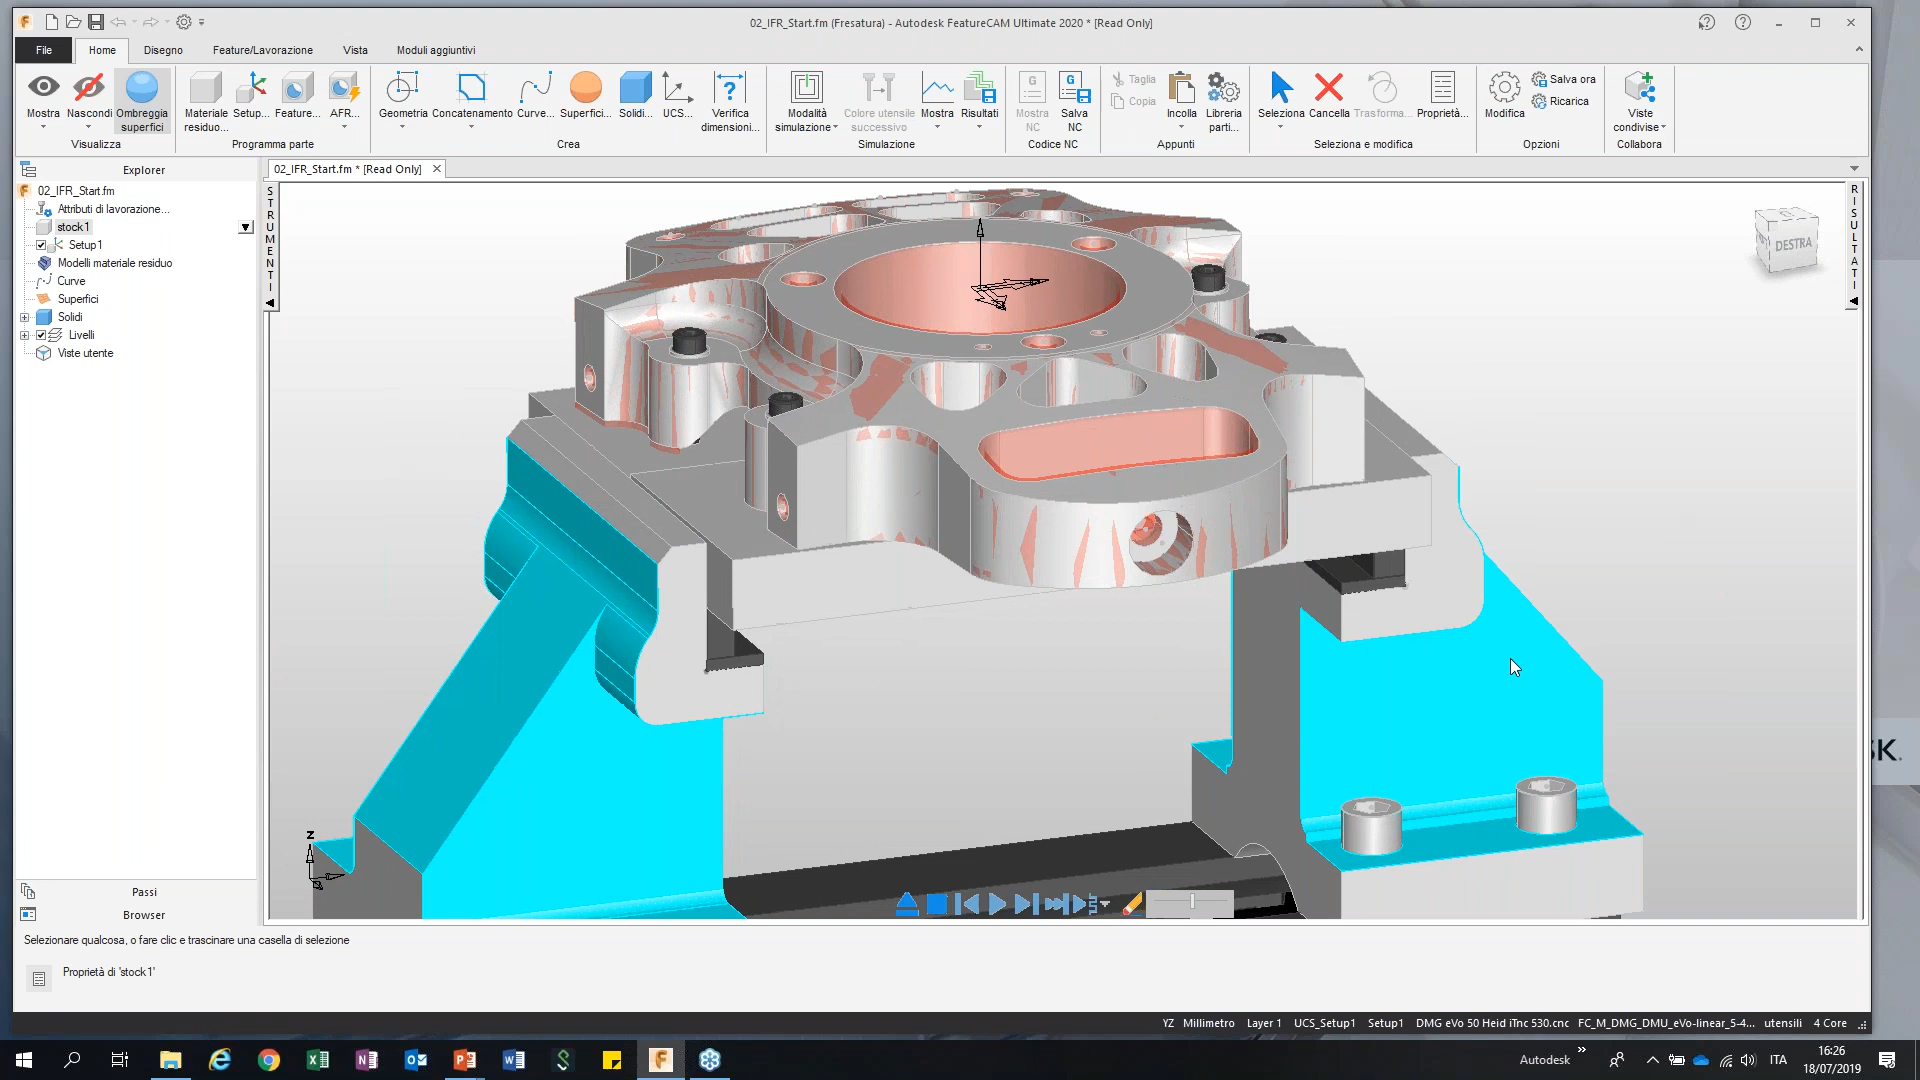 02_IFR_Start.fm (Fresatura) - Autodesk FeatureCAM Ultimate 2020 * [Read Only]
File
Home
Disegno
Feature/Lavorazione
Vista
Moduli aggiuntivi
Mostra
Nascondi
Ombreggia superfici
Visualizza
Materiale residuo...
Setup...
Feature...
AFR...
Programma parte
Geometria
Concatenamento
Curve...
Superfici...
Solidi...
UCS...
Verifica dimensioni...
Crea
Modalità simulazione
Colore utensile successivo
Mostra
Risultati
Simulazione
Mostra NC
Salva NC
Codice NC
Taglia
Copia
Incolla
Libreria parti...
Appunti
Seleziona
Cancella
Trasforma...
Proprietà...
Seleziona e modifica
Modifica
Salva ora
Ricarica
Opzioni
Viste condivise
Collabora
Explorer
02_IFR_Start.fm * [Read Only]
02_IFR_Start.fm
Attributi di lavorazione...
stock1
Setup1
Modelli materiale residuo
Curve
Superfici
Solidi
Livelli
Viste utente
STRUMENTI
RISULTATI
DESTRA
Z
SK.
Passi
Browser
Selezionare qualcosa, o fare clic e trascinare una casella di selezione
Proprietà di 'stock1'
YZ Millimetro Layer 1 UCS_Setup1 Setup1 DMG eVo 50 Heid iTnc 530.cnc FC_M_DMG_DMU_eVo-linear_5-4... utensili 4 Core
Autodesk
ITA
16:26
18/07/2019